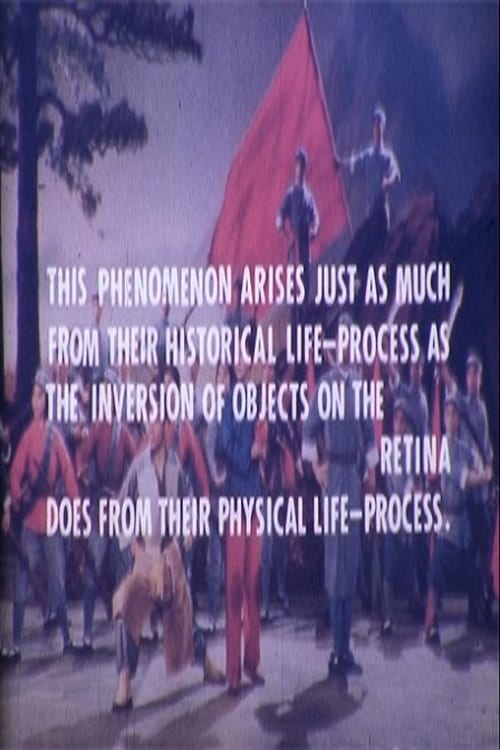 THIS PHENOMENON ARISES JUST AS MUCH
FROM THEIR HISTORICAL LIFE-PROCESS AS
THE INVERSION OF OBJECTS ON THE
RETINA
DOES FROM THEIR PHYSICAL LIFE-PROCESS.